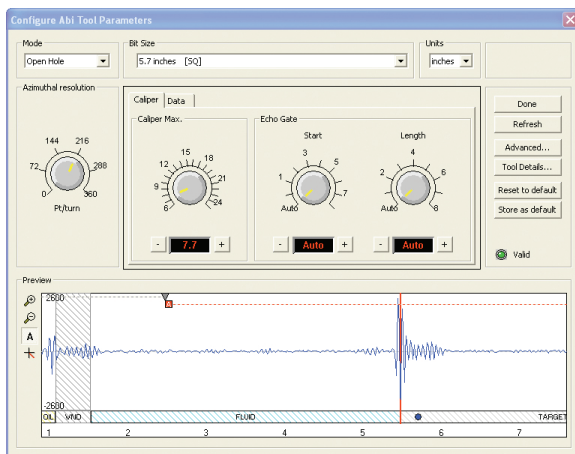 Configure Abi Tool Parameters
Mode
Open Hole
Bit Size
5.7 inches [SQ]
Units
inches
Azimuthal resolution
144 216
72 288
0 360
Pt/turn
Caliper Data
Caliper Max.
15
12 18
9 21
6 24
- 7.7 +
Echo Gate
Start
3 5
1 7
Auto
- Auto +
Length
4
2 6
Auto 8
- Auto +
Done
Refresh
Advanced...
Tool Details...
Reset to default
Store as default
Valid
Preview
2600
A
A
-2600
OIL WND FLUID TARGET
1 2 3 4 5 6 7